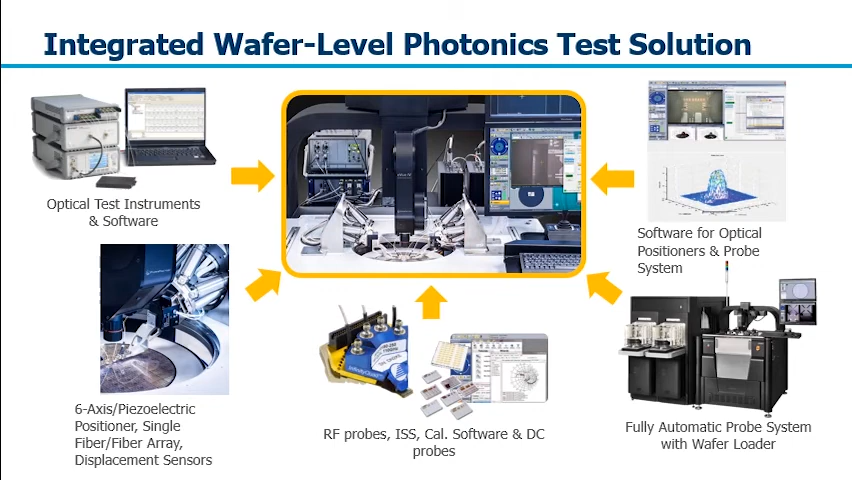 Integrated Wafer-Level Photonics Test Solution
Optical Test Instruments
& Software
Software for Optical
Positioners & Probe
System
6-Axis/Piezoelectric
Positioner, Single
Fiber/Fiber Array,
Displacement Sensors
RF probes, ISS, Cal. Software & DC
probes
Fully Automatic Probe System
with Wafer Loader